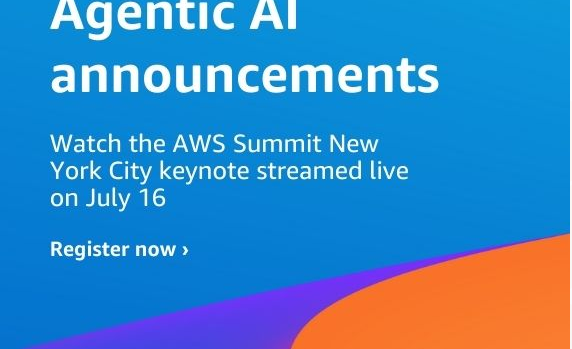 Agentic AI
announcements
Watch the AWS Summit New
York City keynote streamed live
on July 16
Register now ›